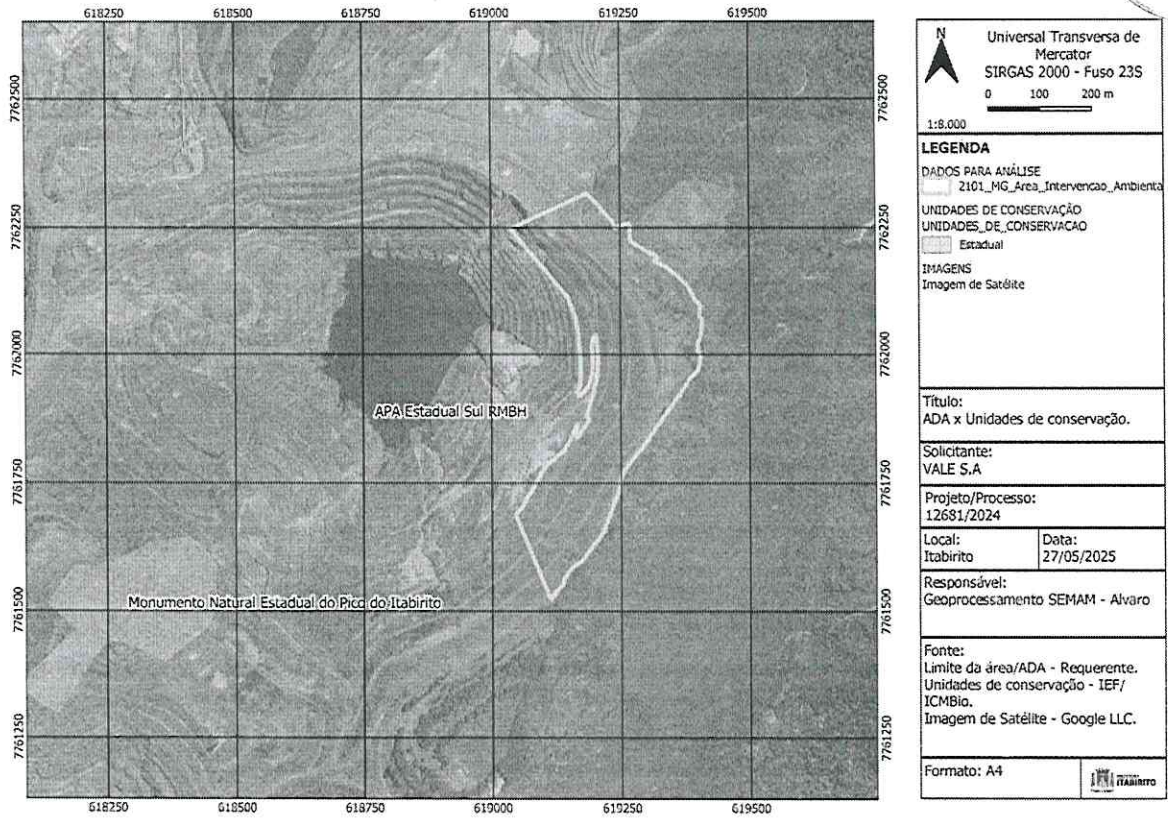 618250 618500 618750 619000 619250 619500
7762500 7762500
7762250 7762250
7762000 7762000
APA Estadual Sul RMBH
7761750 7761750
Monumento Natural Estadual do Pico do Itabirito
7761500 7761500
7761250 7761250
618250 618500 618750 619000 619250 619500
N
Universal Transversa de
Mercator
SIRGAS 2000 - Fuso 23S
0 100 200 m
1:8.000
LEGENDA
DADOS PARA ANÁLISE
2101_MG_Area_Intervencao_Ambienta
UNIDADES DE CONSERVAÇÃO
UNIDADES_DE_CONSERVACAO
Estadual
IMAGENS
Imagem de Satélite
Título:
ADA x Unidades de conservação.
Solicitante:
VALE S.A
Projeto/Processo:
12681/2024
Local:
Itabirito
Data:
27/05/2025
Responsável:
Geoprocessamento SEMAM - Alvaro
Fonte:
Limite da área/ADA - Requerente.
Unidades de conservação - IEF/
ICMBio.
Imagem de Satélite - Google LLC.
Formato: A4
ITABIRITO